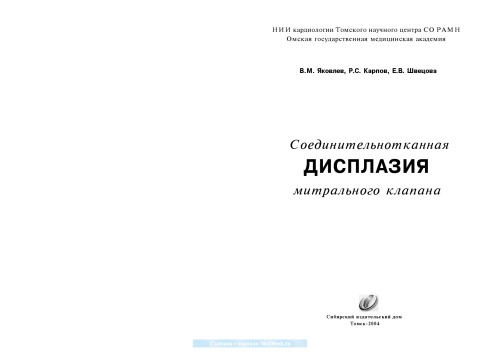 НИИ кардиологии Томского научного центра СО РАМН
Омская государственная медицинская академия
В.М. Яковлев, Р.С. Карпов, Е.В. Швецова
Соединительнотканная
ДИСПЛАЗИЯ
митрального клапана
Сибирский издательский дом
Томск-2004